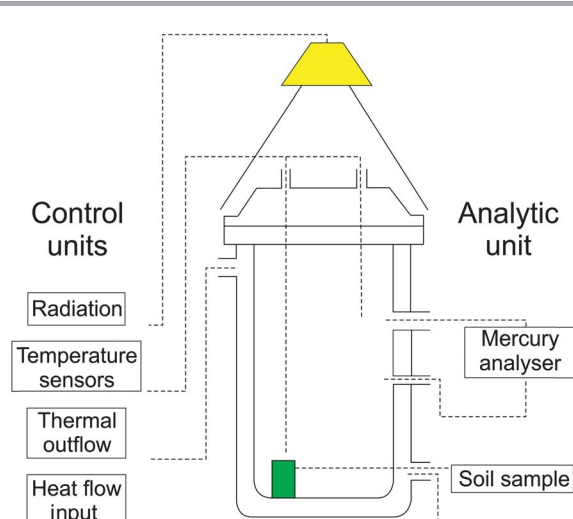 Control
units
Radiation
Temperature
sensors
Thermal
outflow
Heat flow
input
Analytic
unit
Mercury
analyser
Soil sample